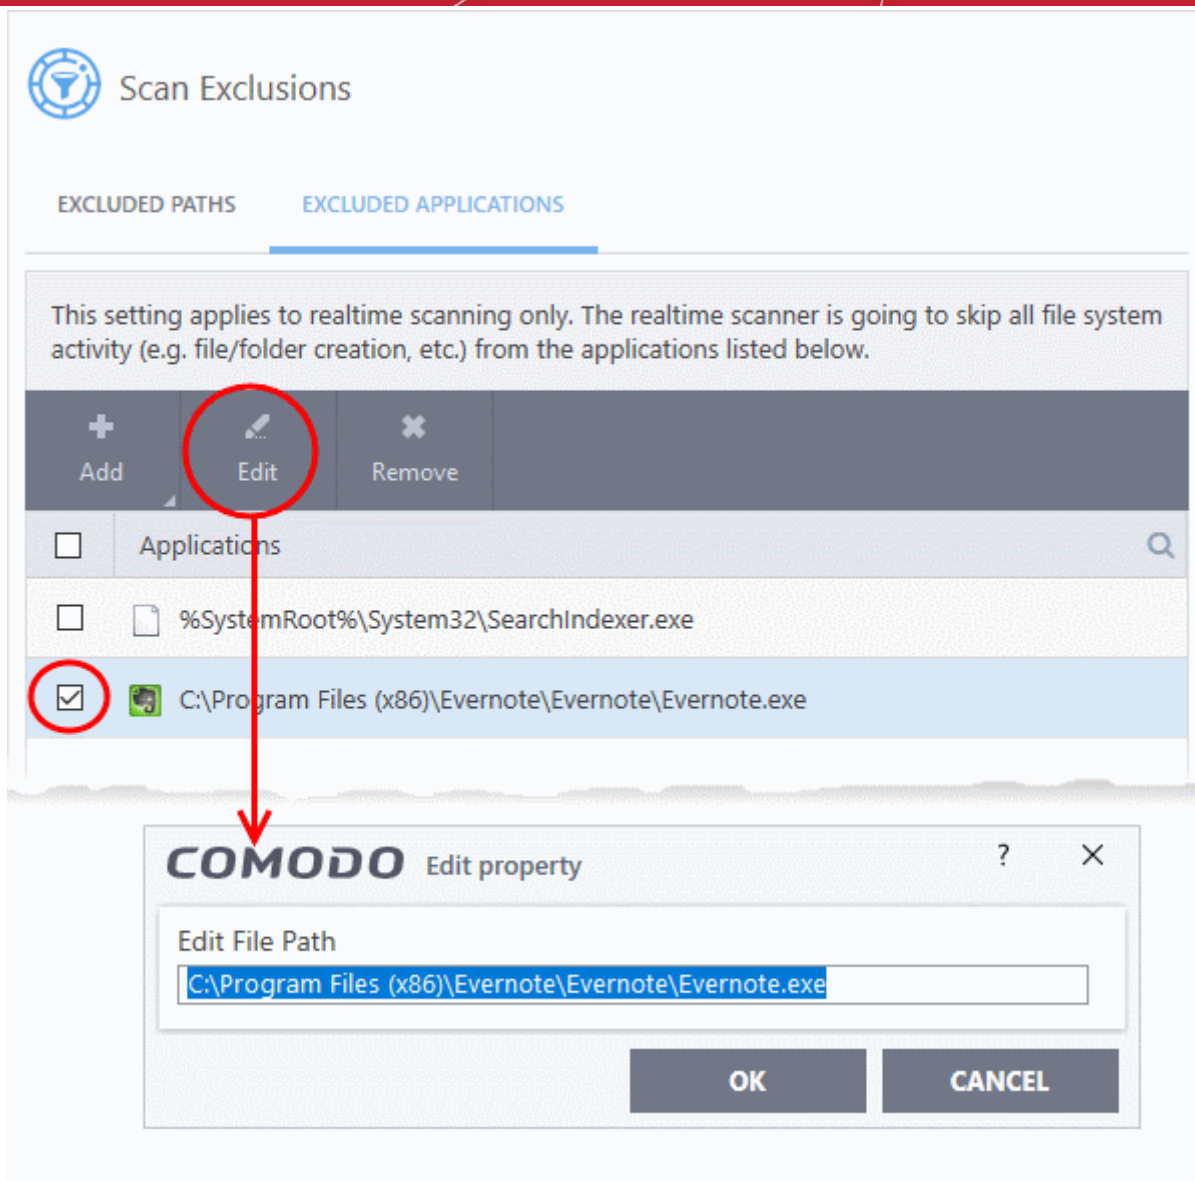 Scan Exclusions
EXCLUDED PATHS EXCLUDED APPLICATIONS
This setting applies to realtime scanning only. The realtime scanner is going to skip all file system
activity (e.g. file/folder creation, etc.) from the applications listed below.
Add Edit Remove
Applications
%SystemRoot%\System32\SearchIndexer.exe
C:\Program Files (x86)\Evernote\Evernote\Evernote.exe
COMODO Edit property ?
Edit File Path
C:\Program Files (x86)\Evernote\Evernote\Evernote.exe
OK CANCEL